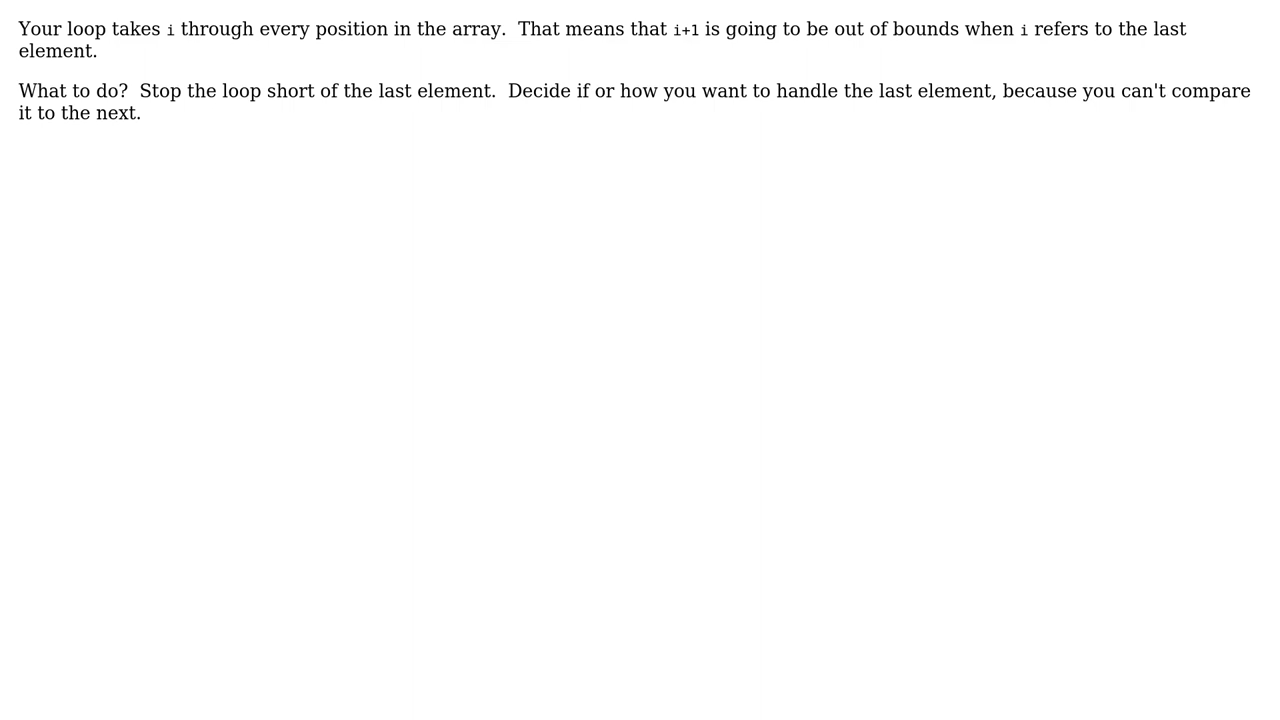 Your loop takes i through every position in the array.  That means that i+1 is going to be out of bounds when i refers to the last
element.
What to do?  Stop the loop short of the last element.  Decide if or how you want to handle the last element, because you can't compare
it to the next.